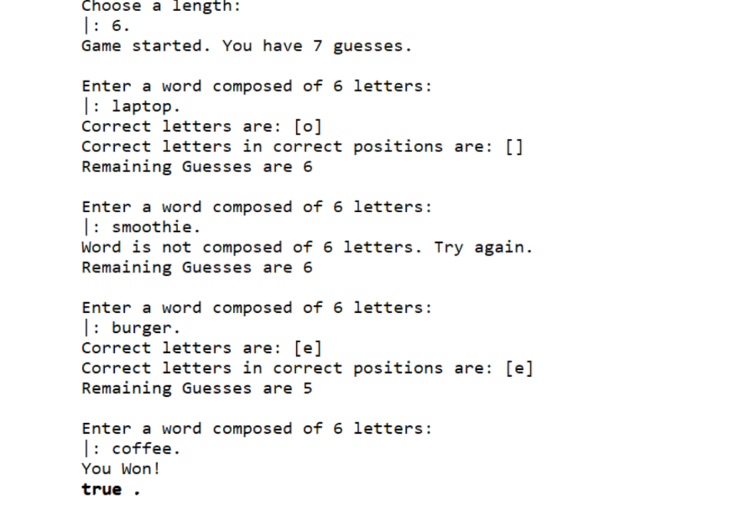 Choose a length:
|: 6.
Game started. You have 7 guesses.
Enter a word composed of 6 letters:
|: laptop.
Correct letters are: [o]
Correct letters in correct positions are: []
Remaining Guesses are 6
Enter a word composed of 6 letters:
|: smoothie.
Word is not composed of 6 letters. Try again.
Remaining Guesses are 6
Enter a word composed of 6 letters:
|: burger.
Correct letters are: [e]
Correct letters in correct positions are: [e]
Remaining Guesses are 5
Enter a word composed of 6 letters:
|: coffee.
You Won!
true .